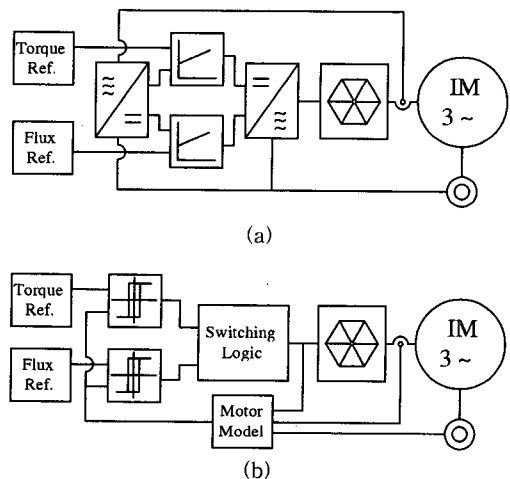 Torque
Ref.
Flux
Ref.
IM
3 ~
(a)
Torque
Ref.
Flux
Ref.
Switching
Logic
Motor
Model
IM
3 ~
(b)